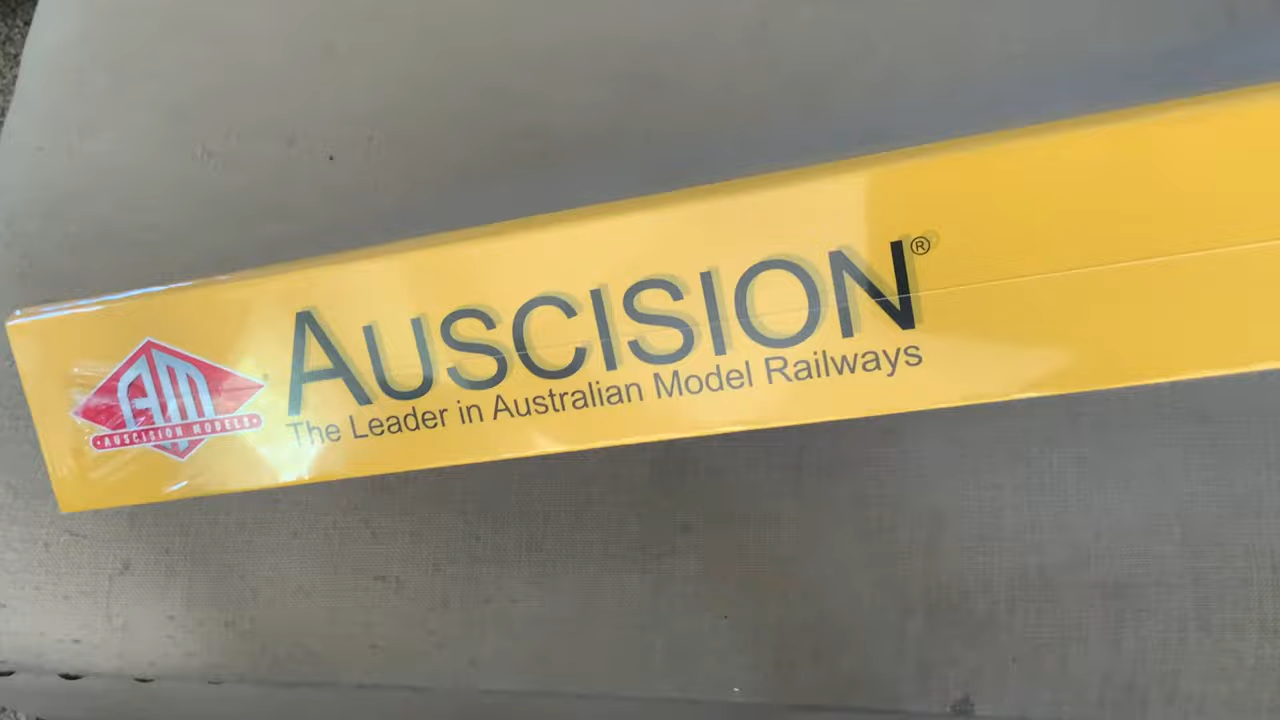 AM
•AUSCISION MODELS•
AUSCISION®
The Leader in Australian Model Railways